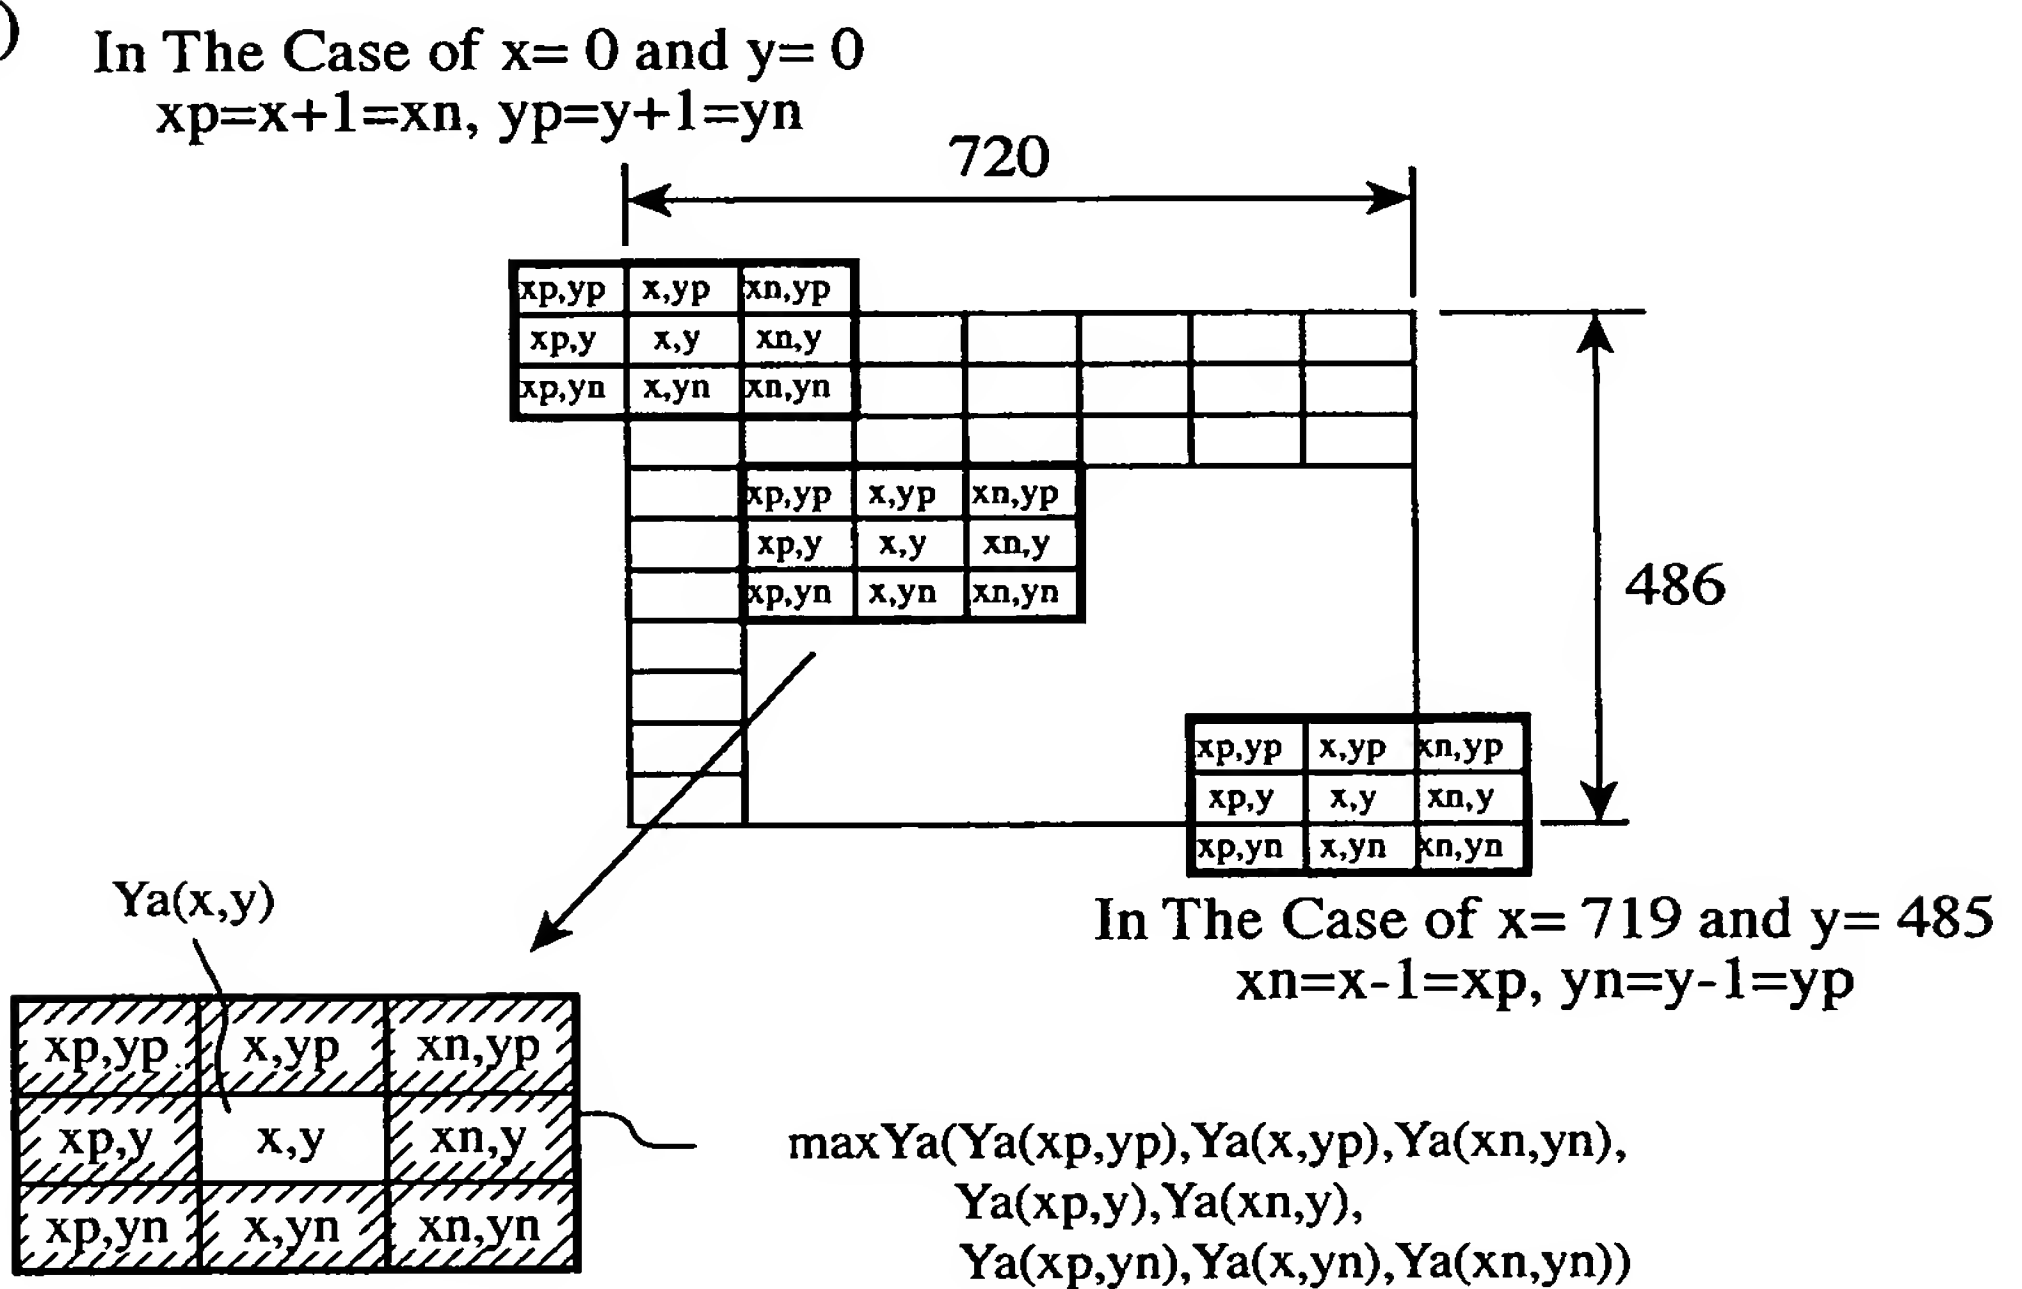 )
In The Case of x= 0 and y= 0
xp=x+1=xn, yp=y+1=yn
720
xp,yp x,yp xn,yp
xp,y x,y xn,y
xp,yn x,yn xn,yn
xp,yp x,yp xn,yp
xp,y x,y xn,y
xp,yn x,yn xn,yn
486
xp,yp x,yp xn,yp
xp,y x,y xn,y
xp,yn x,yn xn,yn
In The Case of x= 719 and y= 485
xn=x-1=xp, yn=y-1=yp
Ya(x,y)
xp,yp x,yp xn,yp
xp,y x,y xn,y
xp,yn x,yn xn,yn
maxYa(Ya(xp,yp),Ya(x,yp),Ya(xn,yn),
Ya(xp,y),Ya(xn,y),
Ya(xp,yn),Ya(x,yn),Ya(xn,yn))